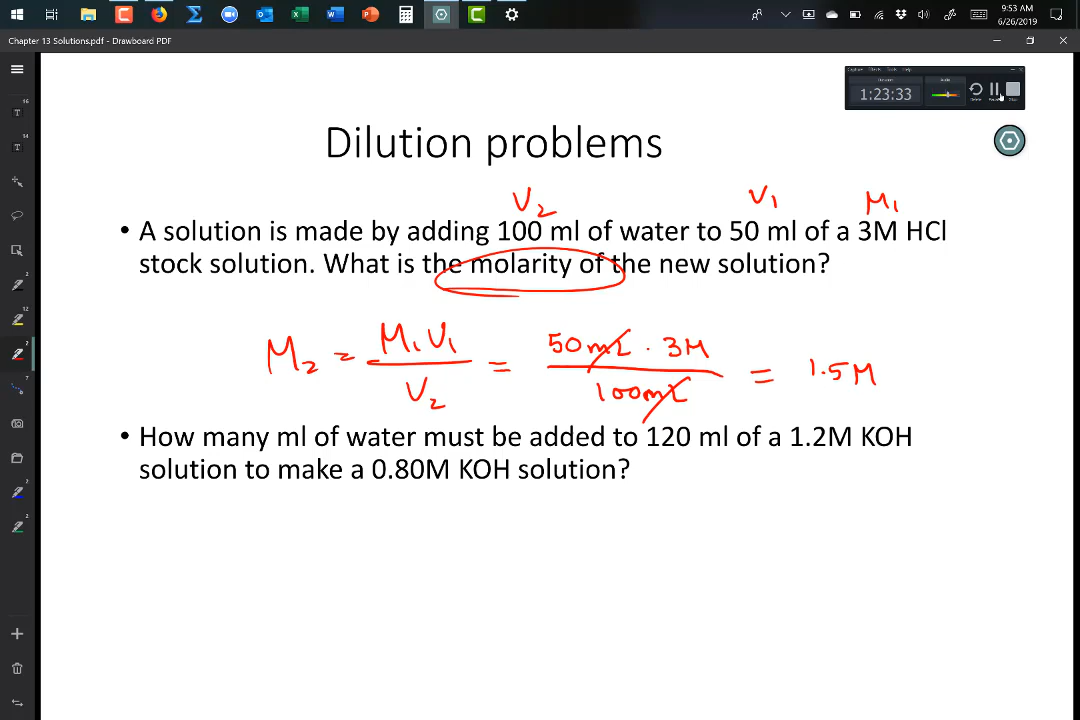 9:53 AM
6/26/2019
Chapter 13 Solutions.pdf - Drawboard PDF
1:23:33
Dilution problems
V₂ V₁ M₁
• A solution is made by adding 100 ml of water to 50 ml of a 3M HCl
stock solution. What is the molarity of the new solution?
M₂ = M₁V₁ / V₂ = 50mL · 3M / 100mL = 1.5M
• How many ml of water must be added to 120 ml of a 1.2M KOH
solution to make a 0.80M KOH solution?